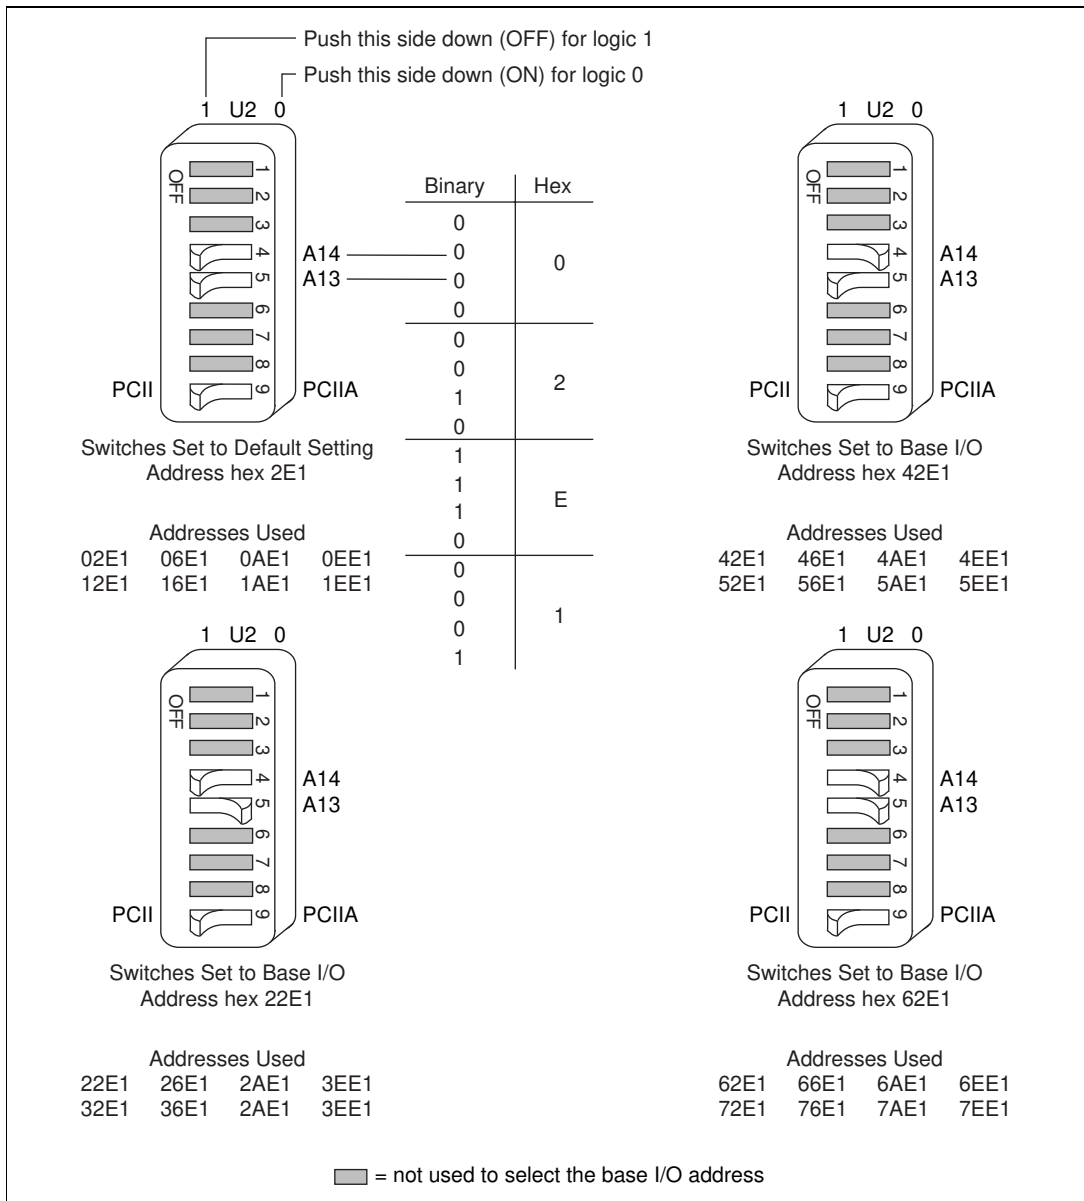 Push this side down (OFF) for logic 1
Push this side down (ON) for logic 0
1 U2 0
OFF
1
2
3
4
5
6
7
8
9
A14
A13
PCII
PCIIA
Switches Set to Default Setting
Address hex 2E1
Addresses Used
02E1 06E1 0AE1 0EE1
12E1 16E1 1AE1 1EE1
Binary Hex
0
0
0
0
0
0
0
1
0
2
1
1
1
0
E
0
0
0
1
1
1 U2 0
OFF
1
2
3
4
5
6
7
8
9
A14
A13
PCII
PCIIA
Switches Set to Base I/O
Address hex 42E1
Addresses Used
42E1 46E1 4AE1 4EE1
52E1 56E1 5AE1 5EE1
1 U2 0
OFF
1
2
3
4
5
6
7
8
9
A14
A13
PCII
PCIIA
Switches Set to Base I/O
Address hex 22E1
Addresses Used
22E1 26E1 2AE1 3EE1
32E1 36E1 2AE1 3EE1
1 U2 0
OFF
1
2
3
4
5
6
7
8
9
A14
A13
PCII
PCIIA
Switches Set to Base I/O
Address hex 62E1
Addresses Used
62E1 66E1 6AE1 6EE1
72E1 76E1 7AE1 7EE1
= not used to select the base I/O address